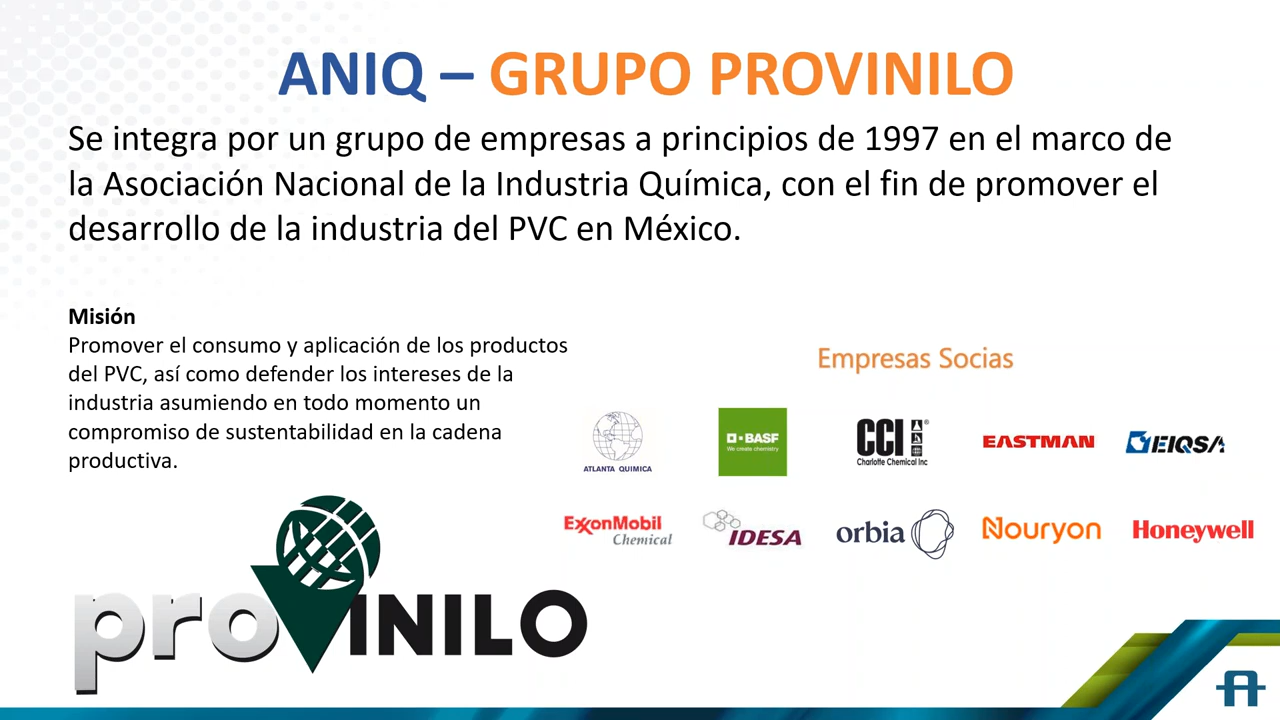 ANIQ – GRUPO PROVINILO
Se integra por un grupo de empresas a principios de 1997 en el marco de
la Asociación Nacional de la Industria Química, con el fin de promover el
desarrollo de la industria del PVC en México.
Misión
Promover el consumo y aplicación de los productos
del PVC, así como defender los intereses de la
industria asumiendo en todo momento un
compromiso de sustentabilidad en la cadena
productiva.
Empresas Socias
ATLANTA QUIMICA
BASF
We create chemistry
CCI®
Charlotte Chemical Inc
EASTMAN
EIQSA
ExxonMobil
Chemical
IDESA
orbia
Nouryon
Honeywell
proVINILO